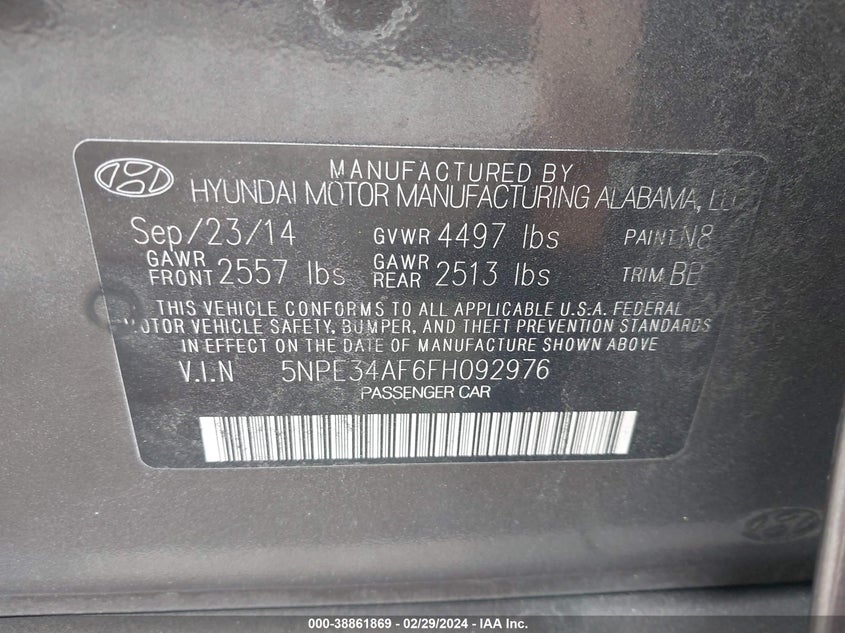 MANUFACTURED BY
HYUNDAI MOTOR MANUFACTURING ALABAMA, LLC
Sep/23/14 GVWR 4497 lbs PAINT N8
GAWR FRONT 2557 lbs GAWR REAR 2513 lbs TRIM BB
THIS VEHICLE CONFORMS TO ALL APPLICABLE U.S.A. FEDERAL
MOTOR VEHICLE SAFETY, BUMPER, AND THEFT PREVENTION STANDARDS
IN EFFECT ON THE DATE OF MANUFACTURE SHOWN ABOVE
V.I.N 5NPE34AF6FH092976
PASSENGER CAR
000-38861869 - 02/29/2024 - IAA Inc.